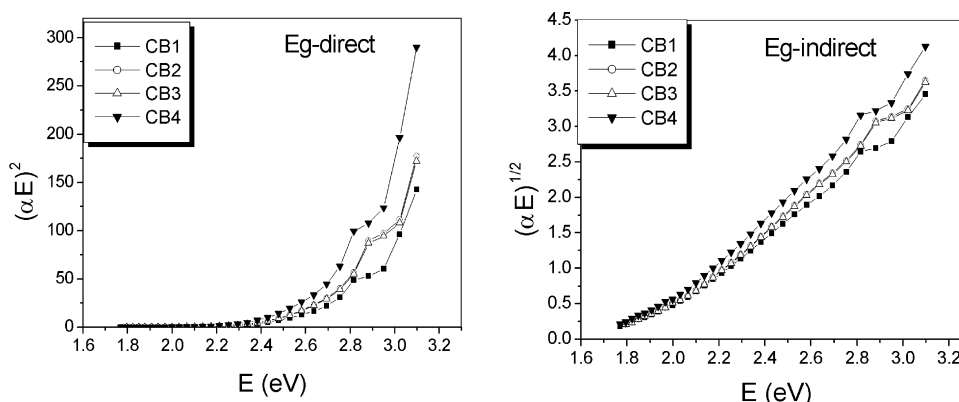 Eg-direct
CB1
CB2
CB3
CB4
(αE)²
300
250
200
150
100
50
0
1.6 1.8 2.0 2.2 2.4 2.6 2.8 3.0 3.2
E (eV)
Eg-indirect
CB1
CB2
CB3
CB4
(αE)¹ᐟ²
4.5
4.0
3.5
3.0
2.5
2.0
1.5
1.0
0.5
0.0
1.6 1.8 2.0 2.2 2.4 2.6 2.8 3.0 3.2
E (eV)